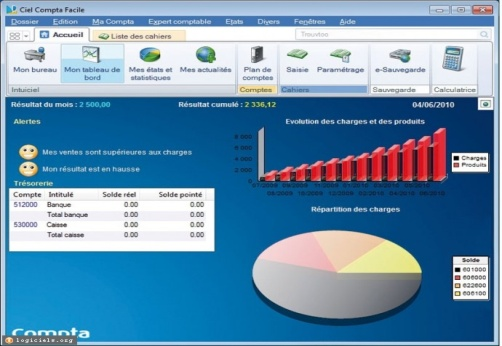 Ciel Compta Facile
Dossier Edition Ma Compta Expert comptable Etats Divers Fenêtres Aide
Accueil Liste des cahiers
Mon bureau Mon tableau de bord Mes états et statistiques Mes actualités Plan de comptes Saisie Paramétrage e-Sauvegarde
Intuiciel Comptes Cahiers Sauvegarde Calculatrice
Résultat du mois : 2 500,00 Résultat cumulé : 2 336,12 04/06/2010
Alertes
Mes ventes sont supérieures aux charges
Mon résultat est en hausse
Trésorerie
Compte Intitulé Solde réel Solde pointé
512000 Banque 0.00 0.00
Total banque 0.00 0.00
530000 Caisse 0.00 0.00
Total caisse 0.00 0.00
Evolution des charges et des produits
8 000
6 000
4 000
2 000
0
Charges
Produits
Répartition des charges
Solde
601000
606000
622600
606100
Compta
logiciels.org